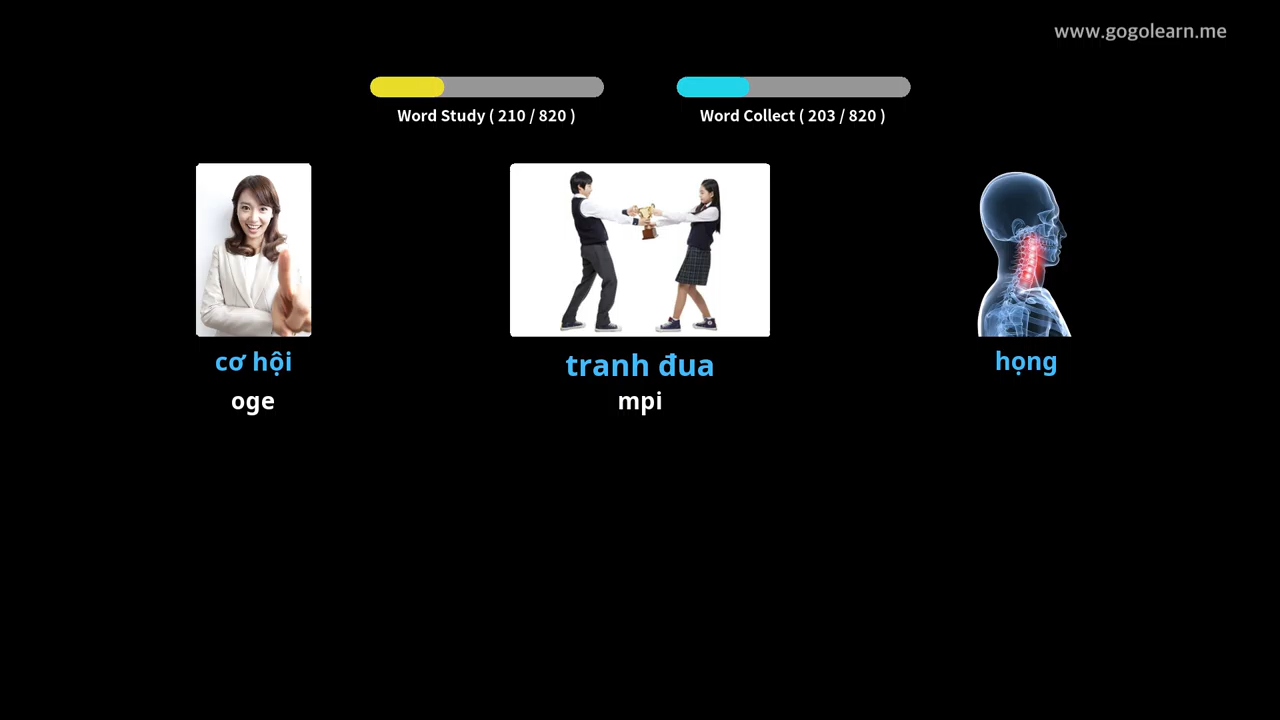 www.gogolearn.me
Word Study ( 210 / 820 )
Word Collect ( 203 / 820 )
cơ hội
tranh đua
họng
oge
mpi